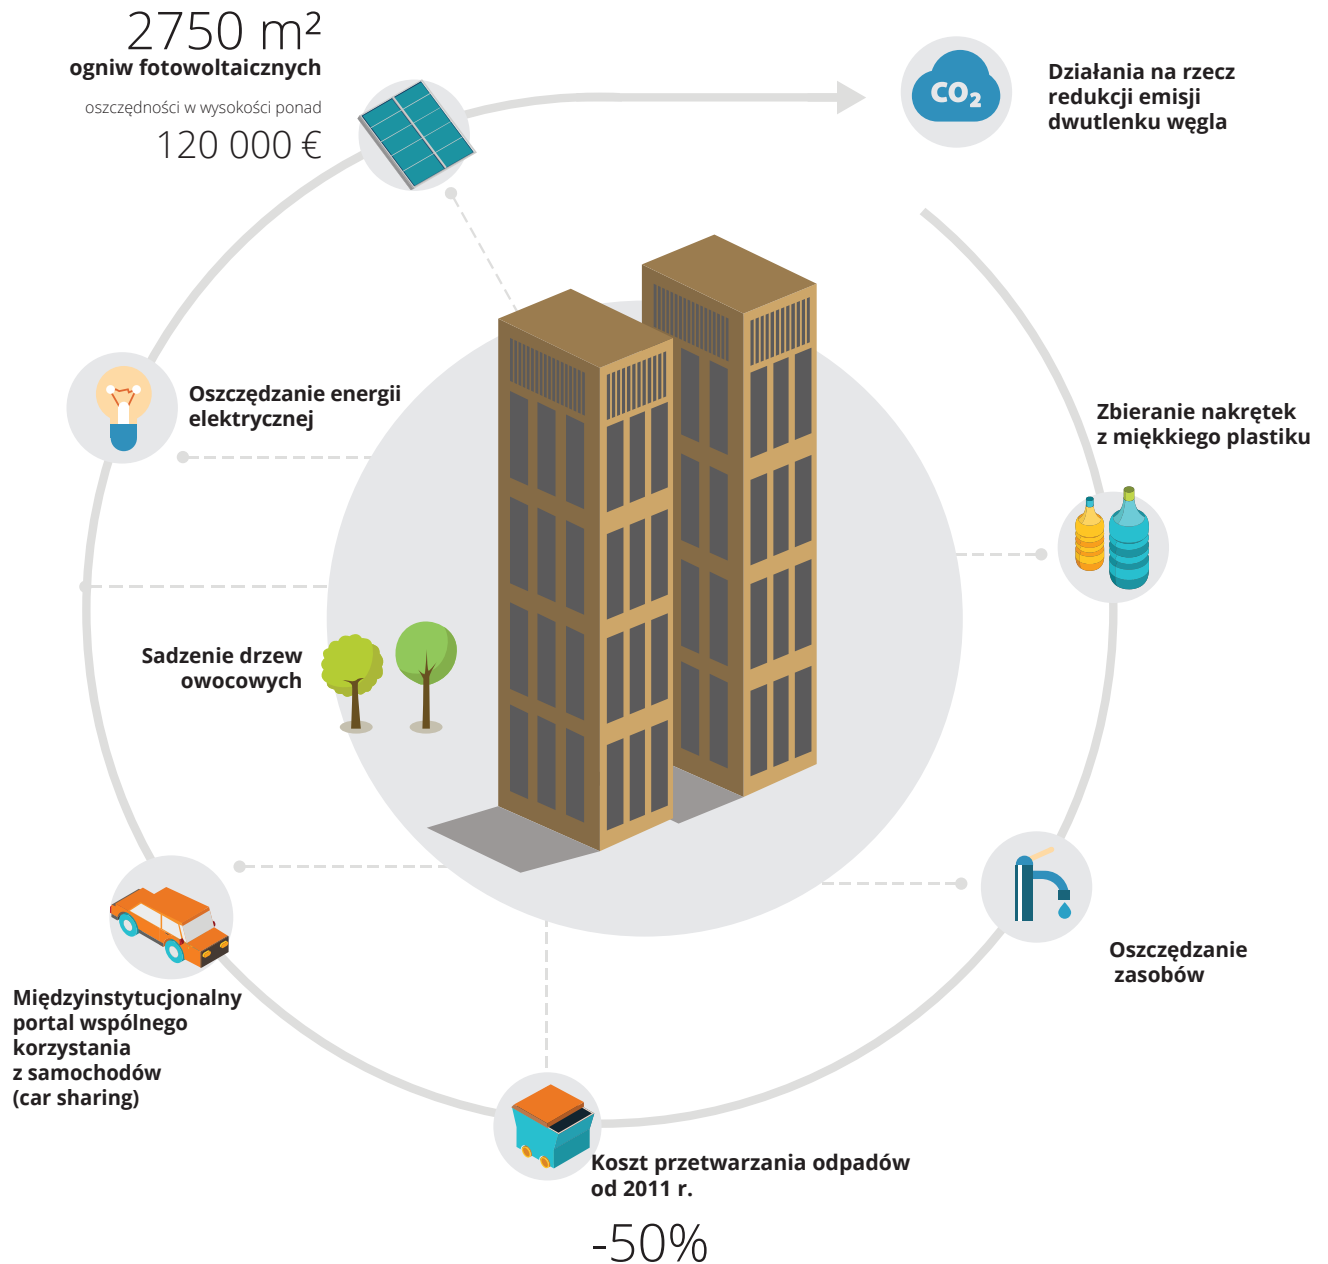 2750 m²
ogniw fotowoltaicznych
oszczędności w wysokości ponad
120 000 €
CO₂
Działania na rzecz
redukcji emisji
dwutlenku węgla
Oszczędzanie energii
elektrycznej
Zbieranie nakrętek
z miękkiego plastiku
Sadzenie drzew
owocowych
Oszczędzanie
zasobów
Międzyinstytucjonalny
portal wspólnego
korzystania
z samochodów
(car sharing)
Koszt przetwarzania odpadów
od 2011 r.
-50%